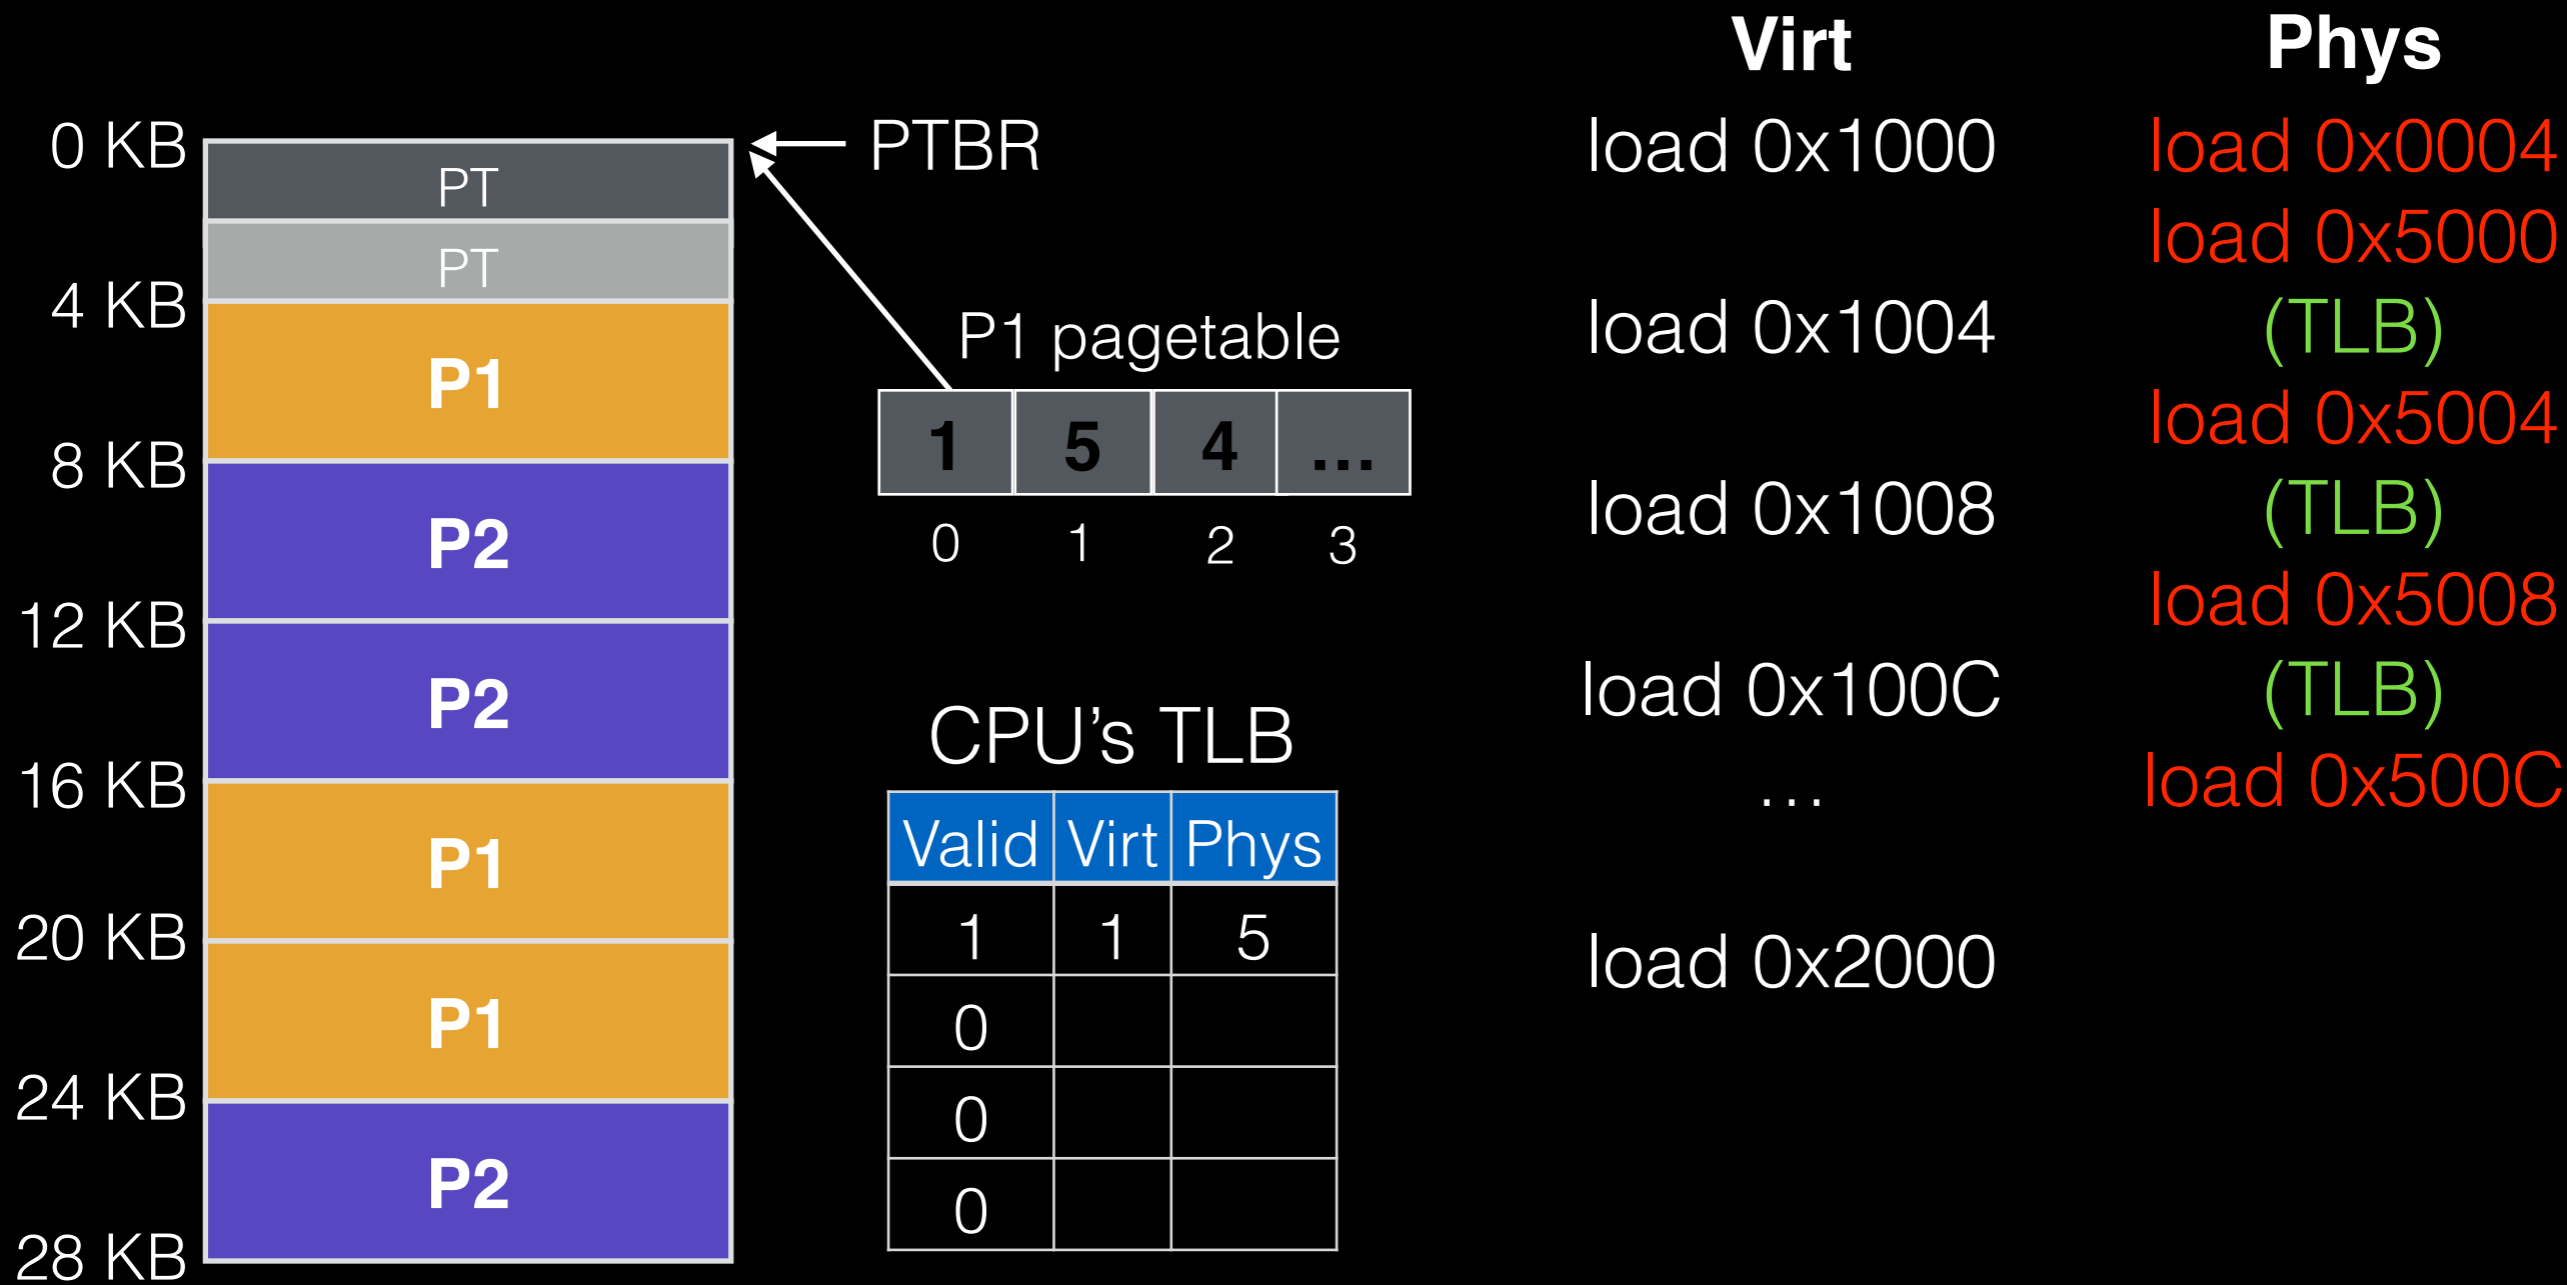 0 KB
PT
PT
4 KB
P1
8 KB
P2
12 KB
P2
16 KB
P1
20 KB
P1
24 KB
P2
28 KB
PTBR
P1 pagetable
1 5 4 ...
0 1 2 3
CPU’s TLB
Valid Virt Phys
1 1 5
0
0
0
Virt Phys
load 0x1000 load 0x0004
load 0x5000
load 0x1004 (TLB)
load 0x5004
load 0x1008 (TLB)
load 0x5008
load 0x100C (TLB)
… load 0x500C
load 0x2000